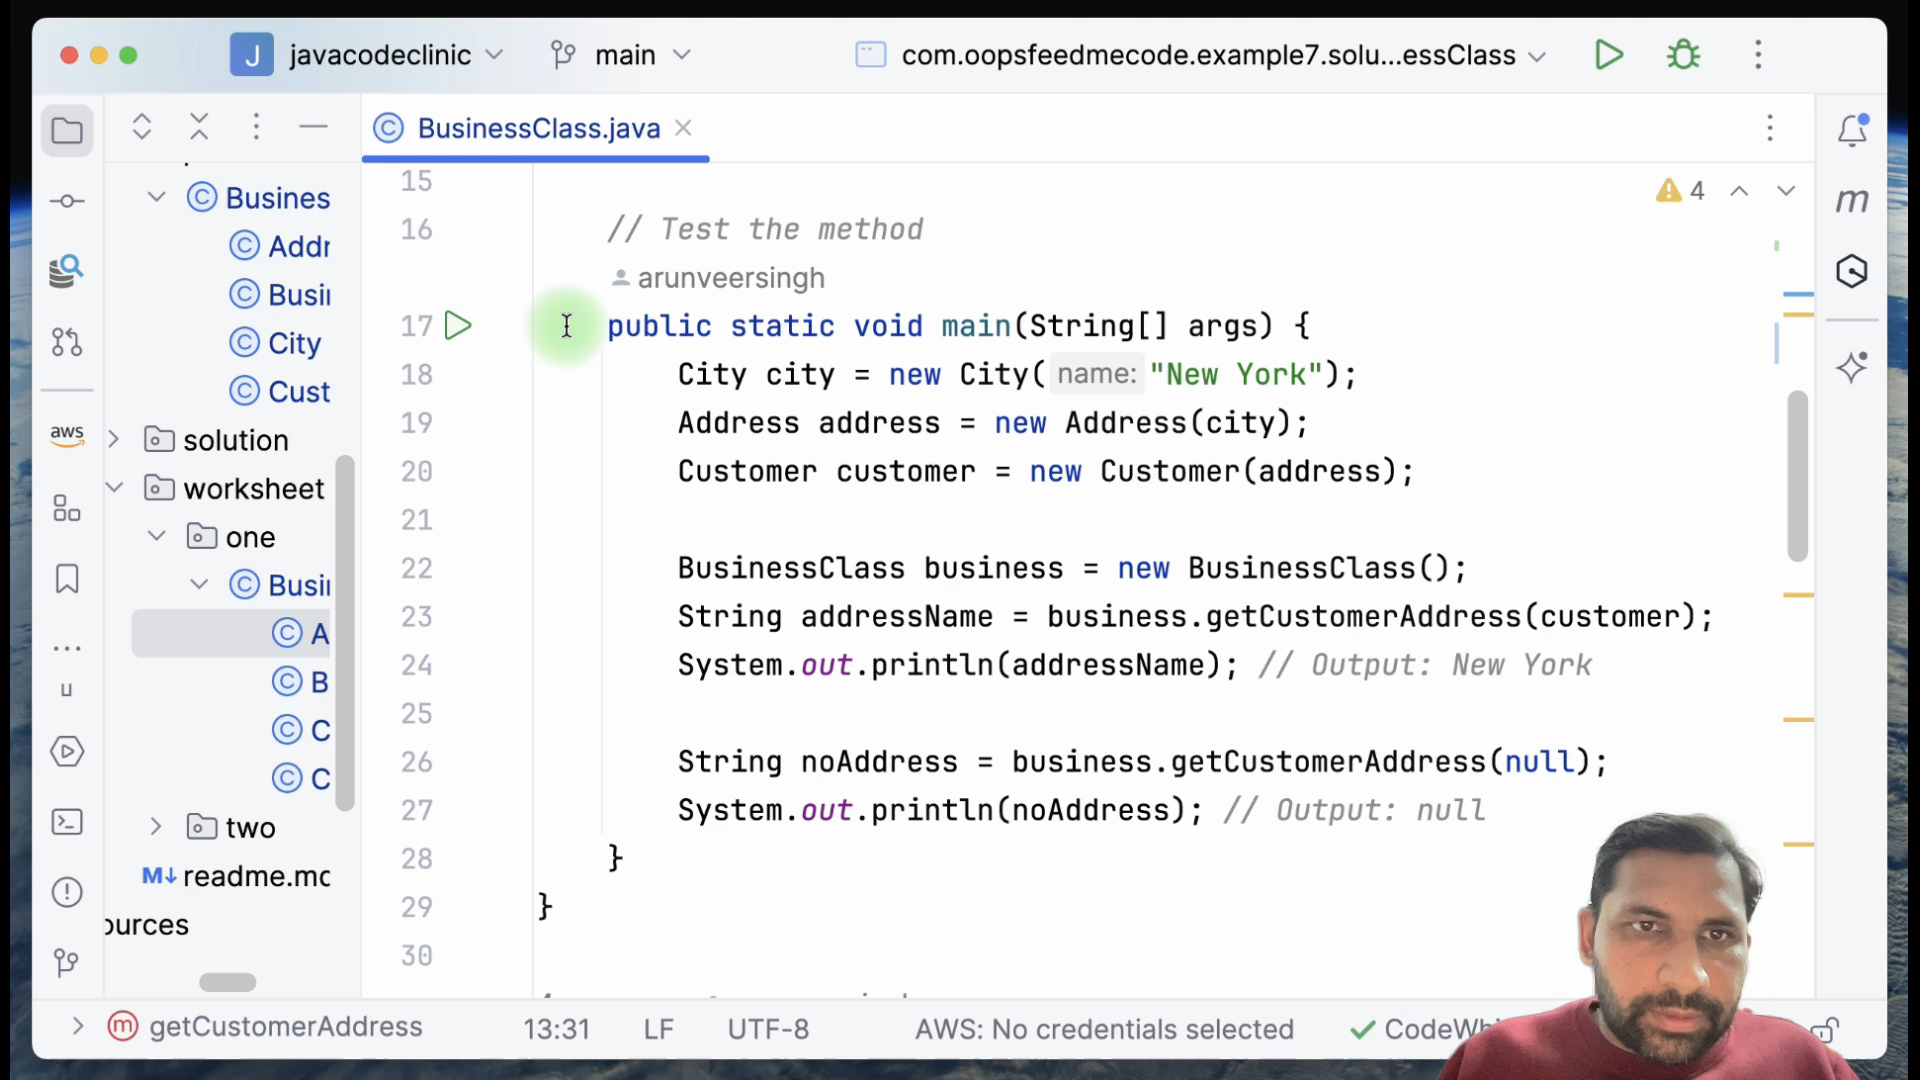 J javacodeclinic main com.oopsfeedmecode.example7.solu...essClass
BusinessClass.java
Busines
Addr
Busi
City
Cust
solution
worksheet
one
Busi
A
B
C
C
two
M↓ readme.mc
ources
aws
u
m
4
15
16 // Test the method
arunveersingh
17 public static void main(String[] args) {
18 City city = new City( name: "New York");
19 Address address = new Address(city);
20 Customer customer = new Customer(address);
21
22 BusinessClass business = new BusinessClass();
23 String addressName = business.getCustomerAddress(customer);
24 System.out.println(addressName); // Output: New York
25
26 String noAddress = business.getCustomerAddress(null);
27 System.out.println(noAddress); // Output: null
28 }
29 }
30
m getCustomerAddress 13:31 LF UTF-8 AWS: No credentials selected CodeWhi